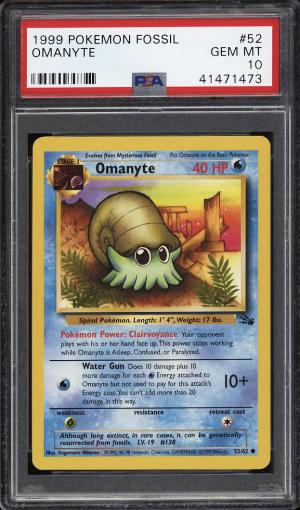 1999 POKEMON FOSSIL #52
OMANYTE GEM MT
10
PSA 41471473
Evolves from Mysterious Fossil Put Omanyte on the Basic Pokémon
STAGE 1
Omanyte 40 HP
Spiral Pokémon. Length: 1' 4", Weight: 17 lbs.
Pokémon Power: Clairvoyance Your opponent
plays with his or her hand face up. This power stops working
while Omanyte is Asleep, Confused, or Paralyzed.
Water Gun Does 10 damage plus 10
more damage for each Energy attached to
Omanyte but not used to pay for this attack's
Energy cost. You can't add more than 20
damage in this way.
10+
weakness resistance retreat cost
Although long extinct, in rare cases, it can be genetically
resurrected from fossils. LV. 19 #138
Illus. Kagemaru Himeno 52/62